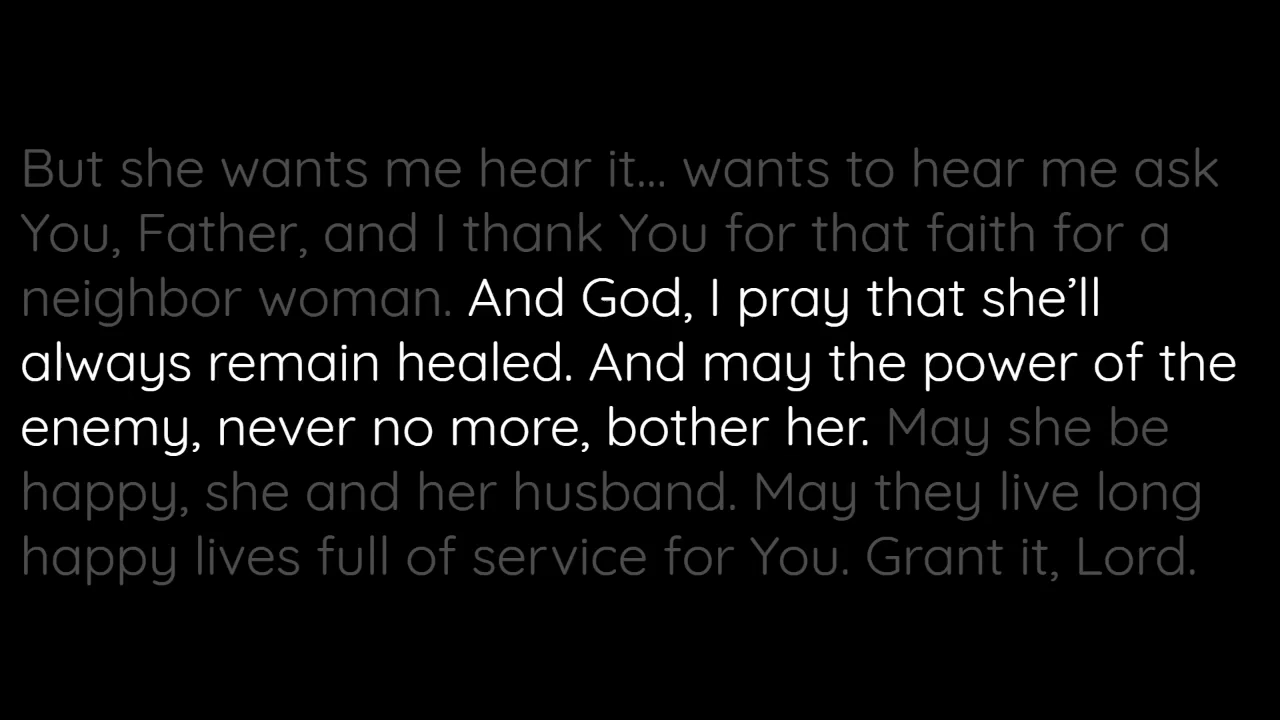 But she wants me hear it... wants to hear me ask
You, Father, and I thank You for that faith for a
neighbor woman. And God, I pray that she’ll
always remain healed. And may the power of the
enemy, never no more, bother her. May she be
happy, she and her husband. May they live long
happy lives full of service for You. Grant it, Lord.